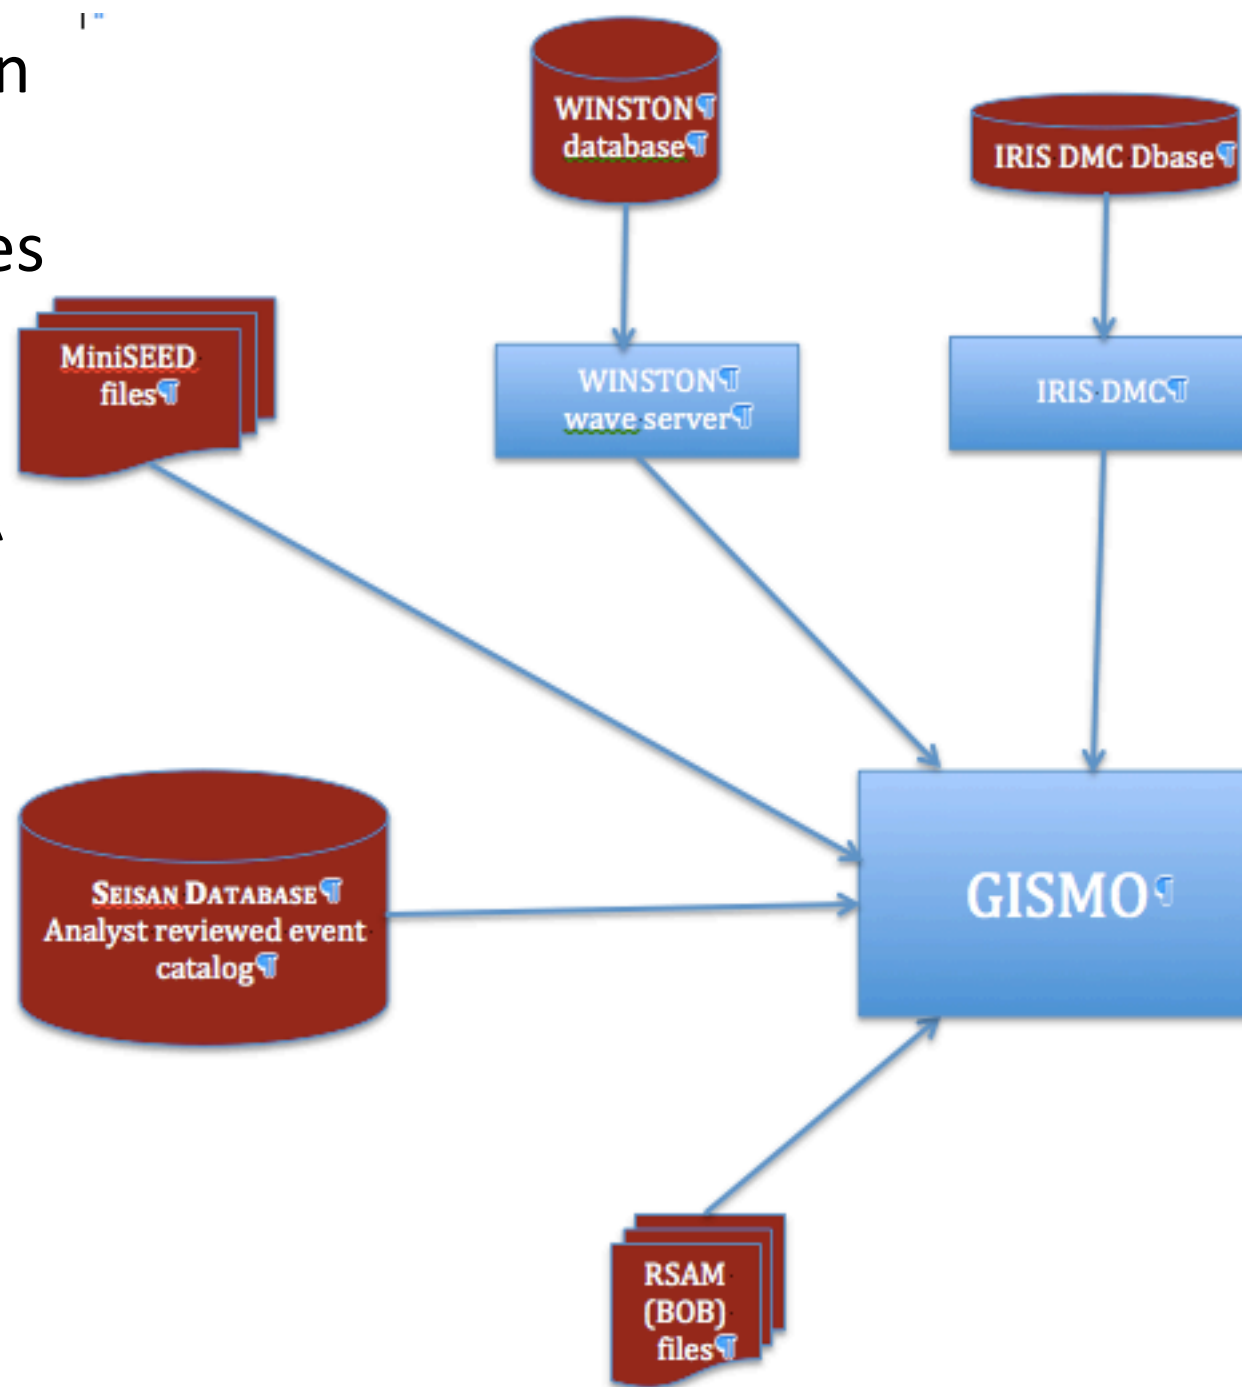 n
WINSTON¶
database¶
IRIS DMC Dbase¶
es
MiniSEED
files¶
WINSTON¶
wave server¶
IRIS DMC¶
SEISAN DATABASE¶
Analyst reviewed event
catalog¶
GISMO¶
RSAM
(BOB)
files¶